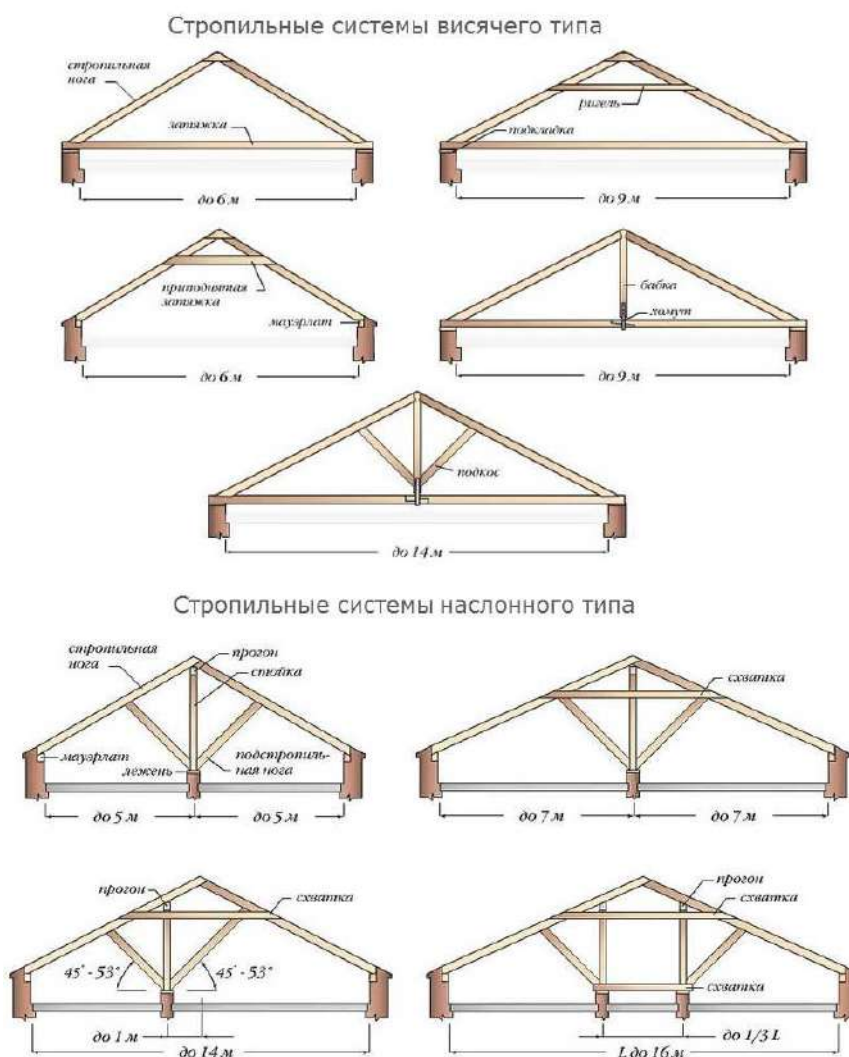 Стропильные системы висячего типа
стропильная
нога
затяжка
до 6 м
ригель
подкладка
до 9 м
приподнятая
затяжка
мауэрлат
до 6 м
бабка
хомут
до 9 м
подкос
до 14 м
Стропильные системы наслонного типа
стропильная
нога
прогон
стойка
мауэрлат
лежень
подстропиль-
ная нога
до 5 м
до 5 м
схватка
до 7 м
до 7 м
прогон
схватка
45° - 53°
45° - 53°
до 1 м
до 14 м
прогон
схватка
схватка
до 1/3 L
L до 16 м